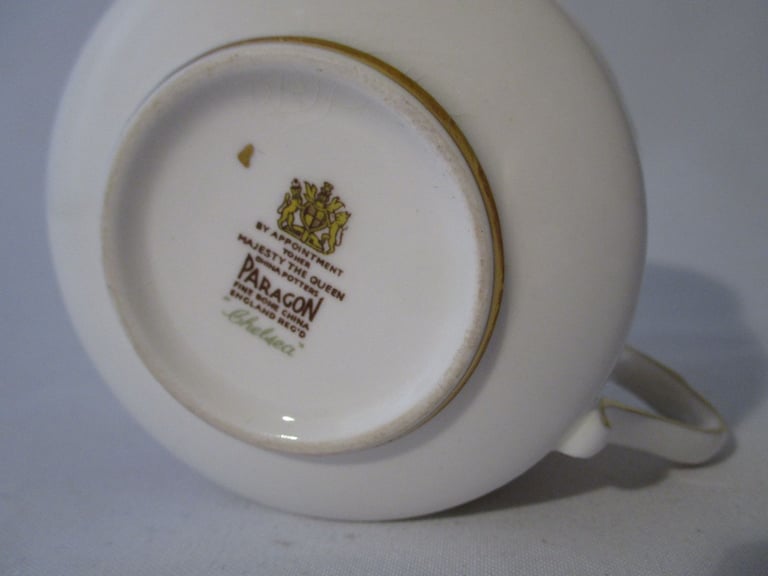 BY APPOINTMENT
TO HER
MAJESTY THE QUEEN
CHINA POTTERS
PARAGON
FINE BONE CHINA
ENGLAND REG'D
"Chelsea"